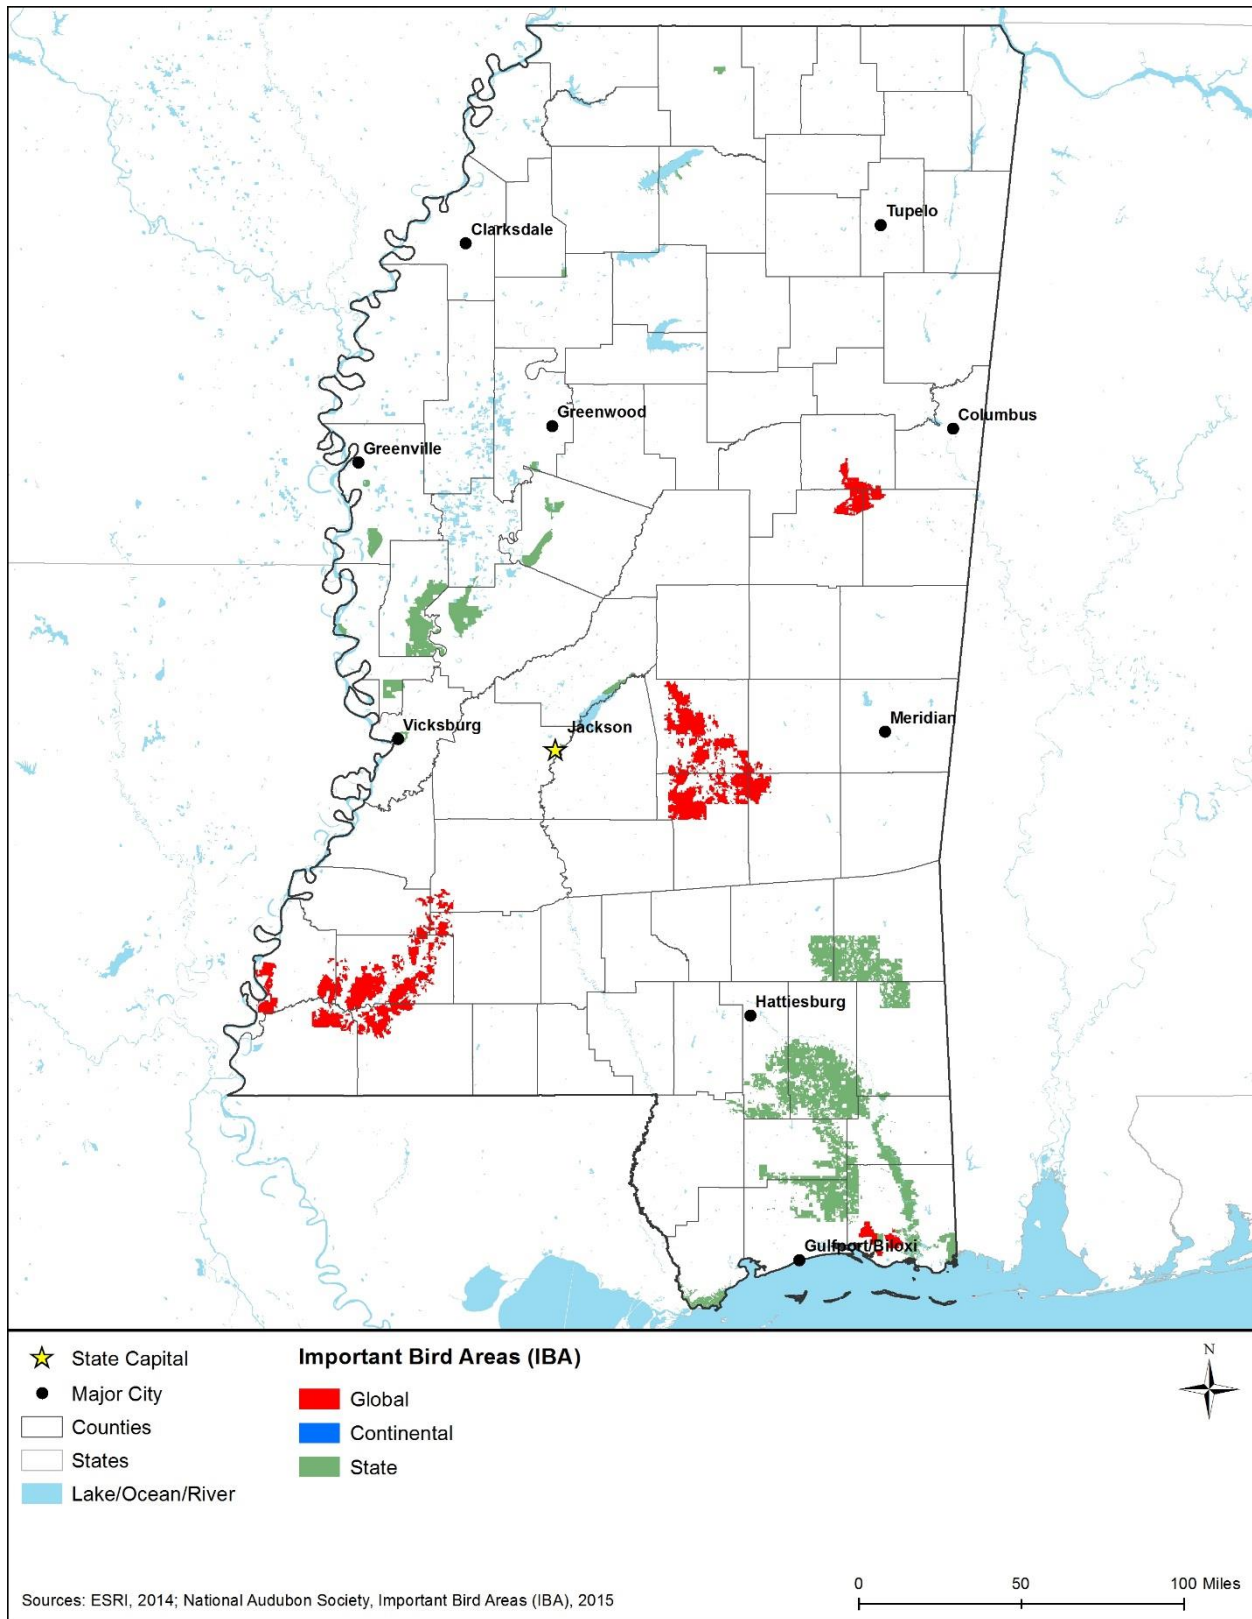 Clarksdale
Tupelo
Greenwood
Columbus
Greenville
Vicksburg
Jackson
Meridian
Hattiesburg
Gulfport/Biloxi
State Capital
Major City
Counties
States
Lake/Ocean/River
Important Bird Areas (IBA)
Global
Continental
State
N
Sources: ESRI, 2014; National Audubon Society, Important Bird Areas (IBA), 2015
0 50 100 Miles